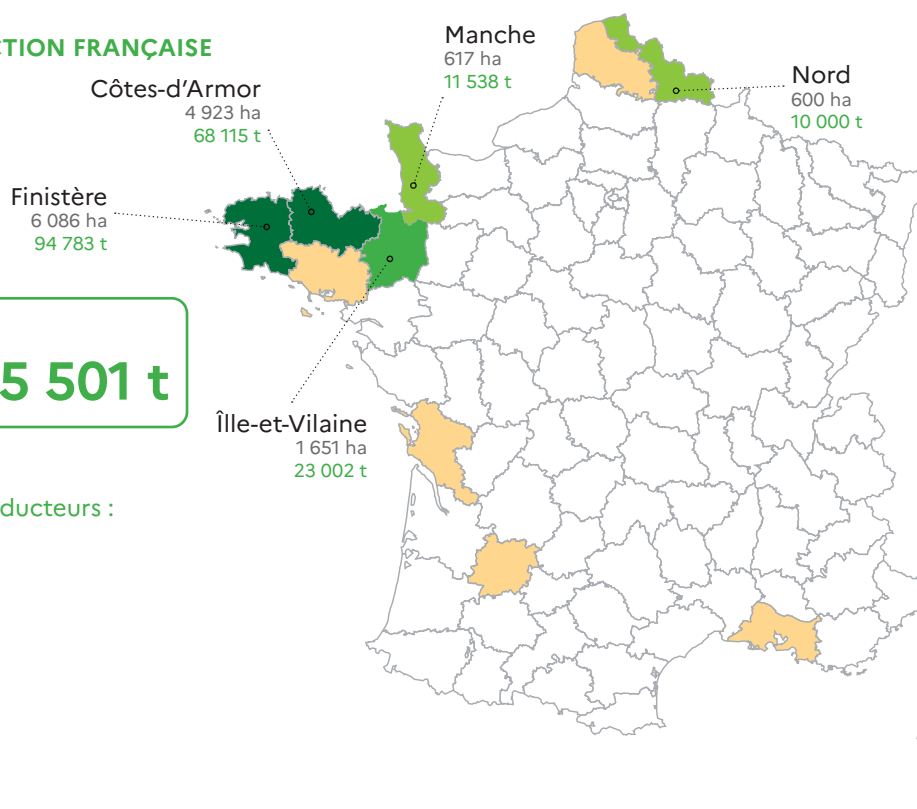 CTION FRANÇAISE
Manche
617 ha
11 538 t
Nord
600 ha
10 000 t
Côtes-d’Armor
4 923 ha
68 115 t
Finistère
6 086 ha
94 783 t
5 501 t
Îlle-et-Vilaine
1 651 ha
23 002 t
ducteurs :